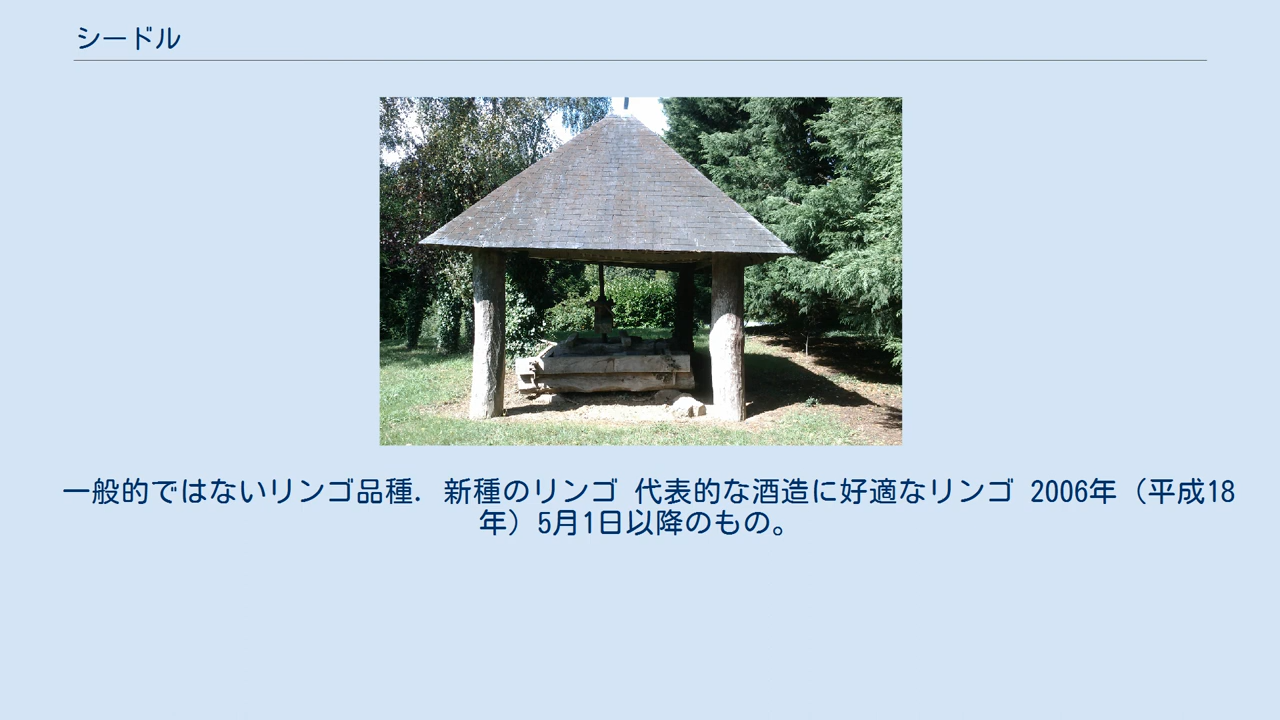 シードル
一般的ではないリンゴ品種. 新種のリンゴ 代表的な酒造に好適なリンゴ 2006年（平成18
年）5月1日以降のもの。